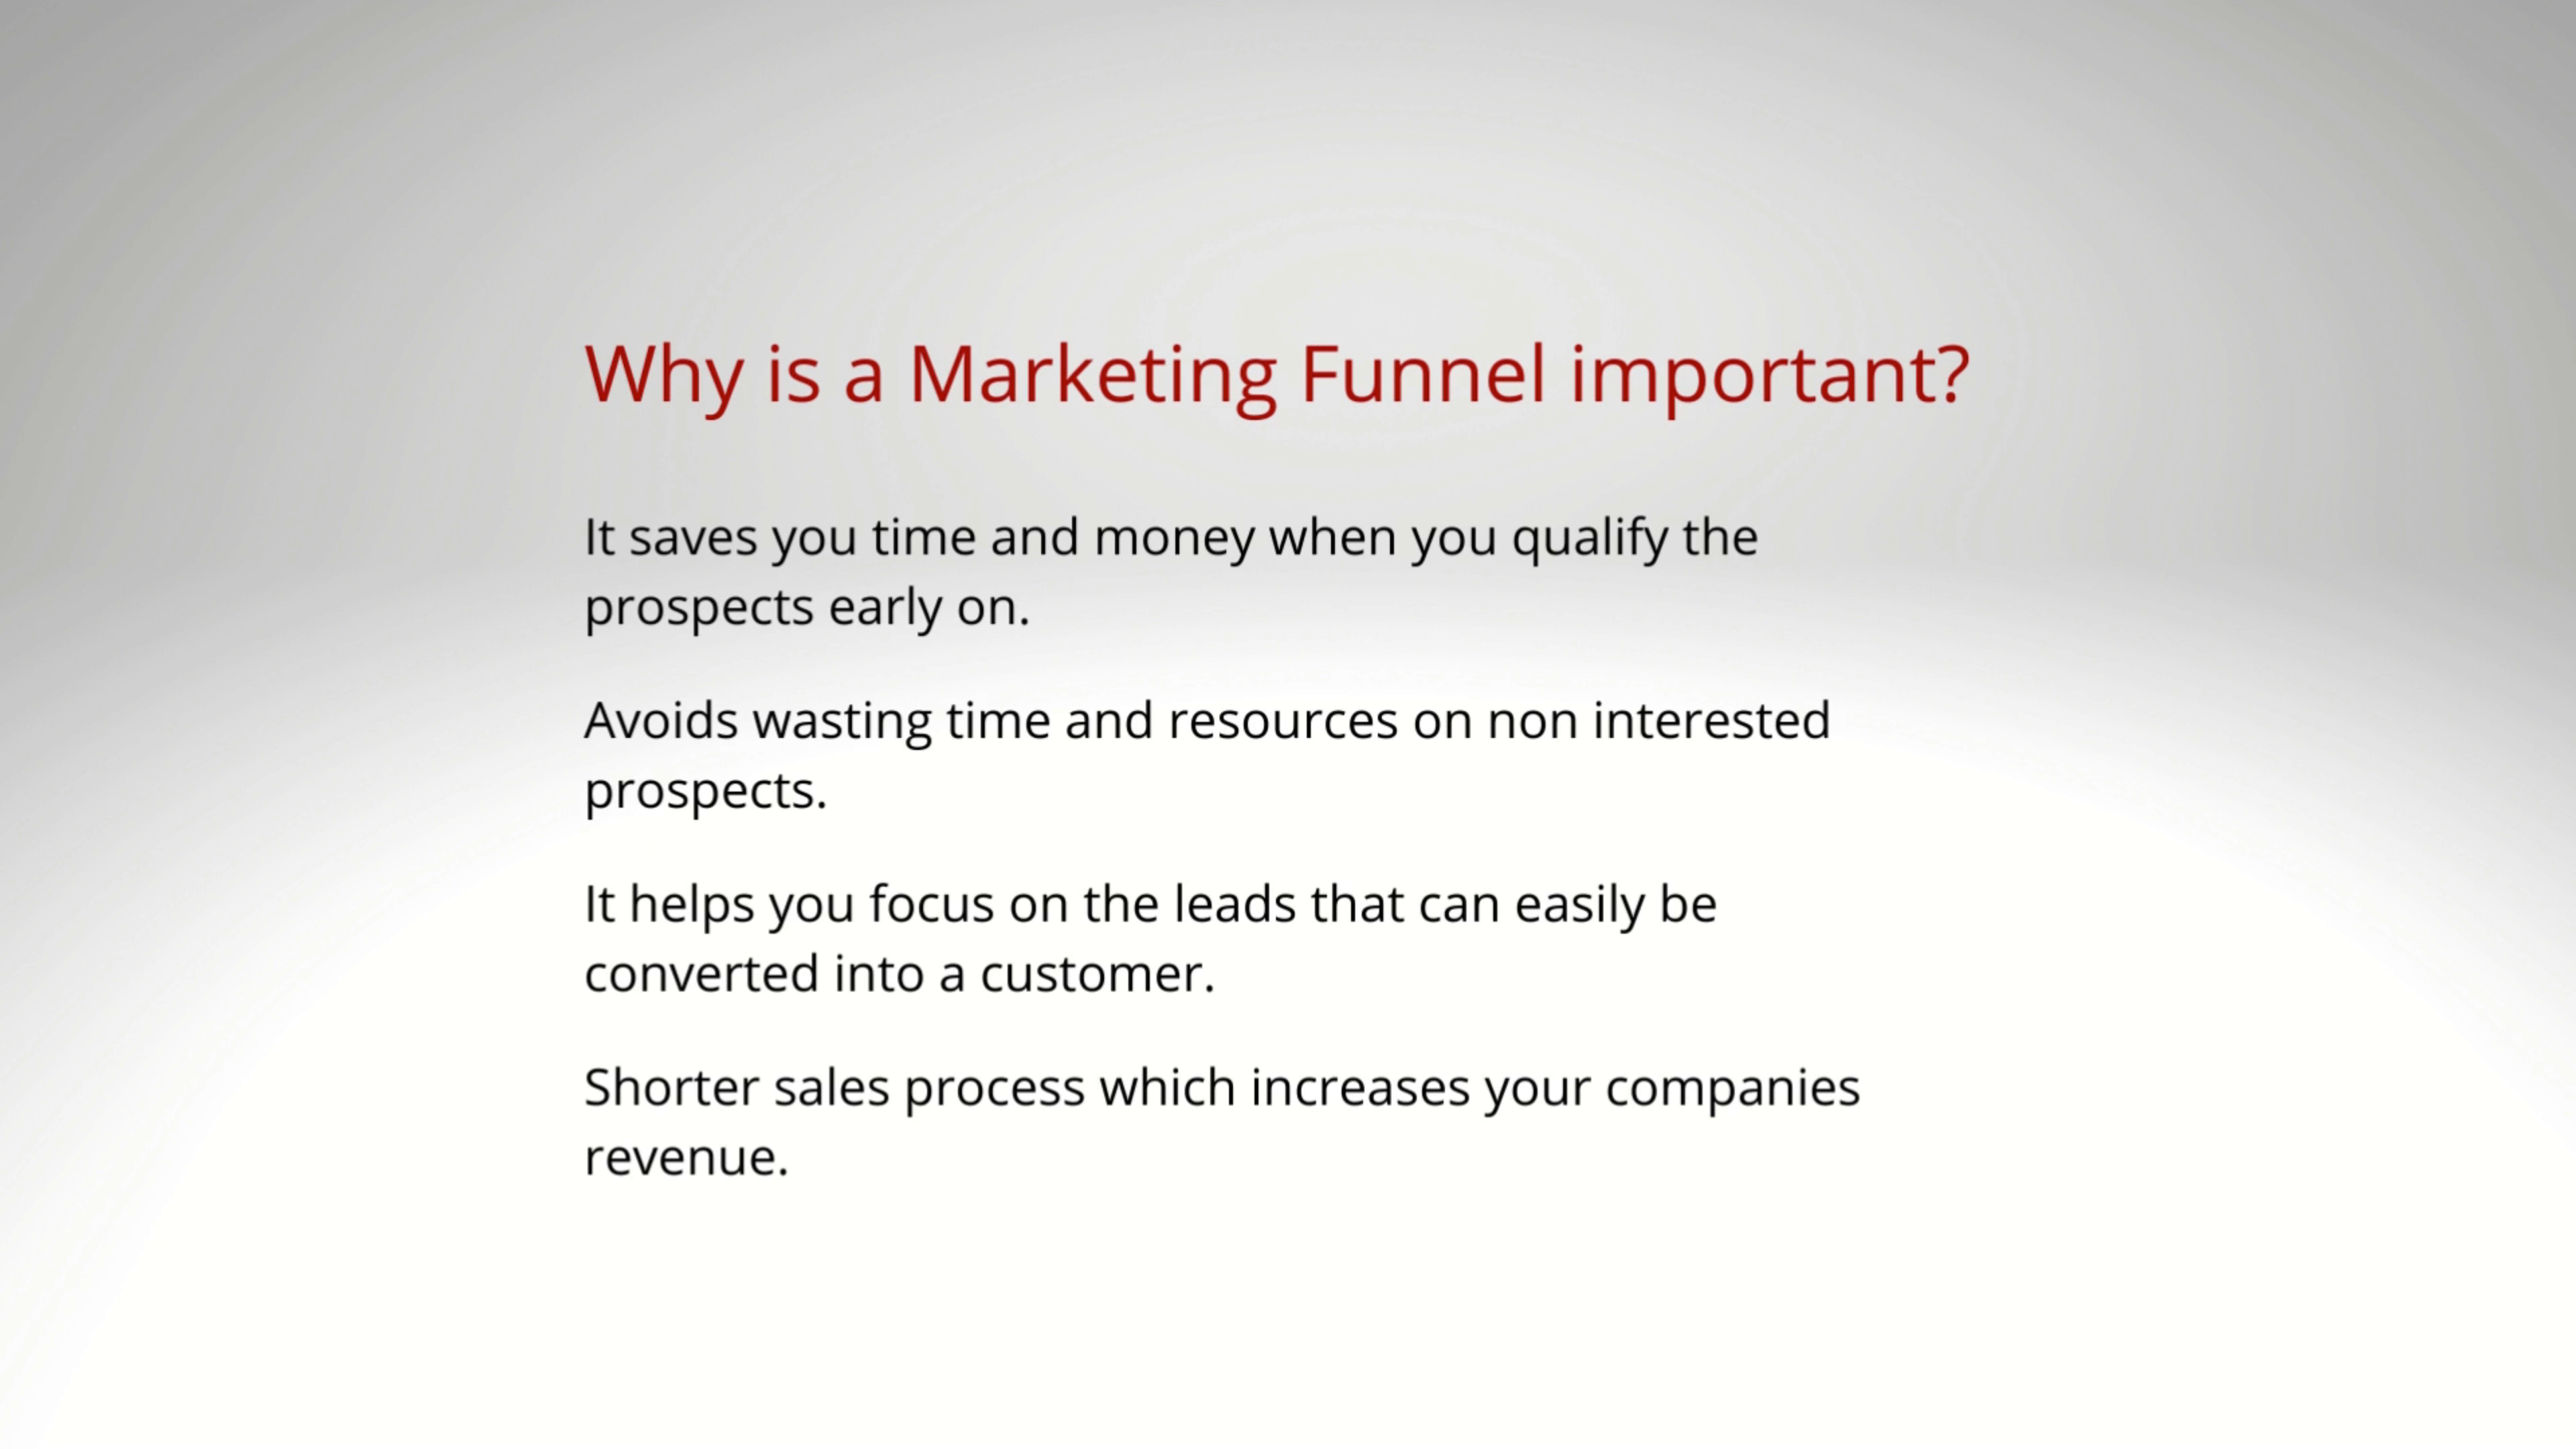 Why is a Marketing Funnel important?
It saves you time and money when you qualify the
prospects early on.
Avoids wasting time and resources on non interested
prospects.
It helps you focus on the leads that can easily be
converted into a customer.
Shorter sales process which increases your companies
revenue.